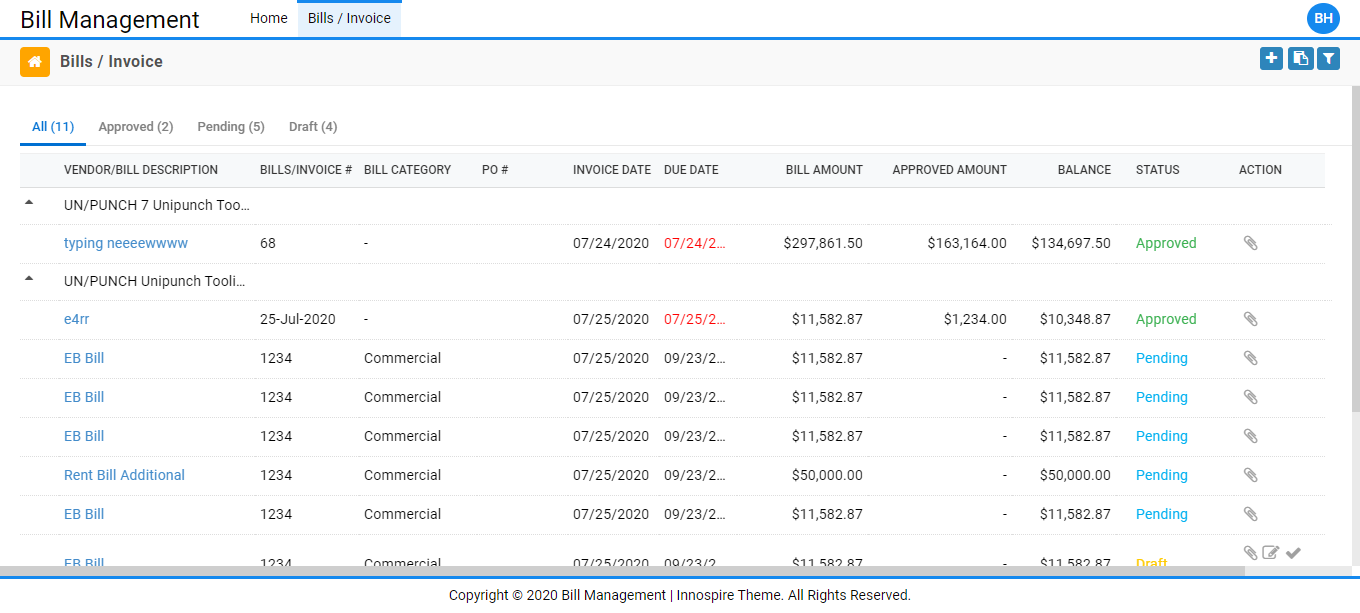 Bill Management Home Bills / Invoice BH
Bills / Invoice
All (11) Approved (2) Pending (5) Draft (4)
VENDOR/BILL DESCRIPTION BILLS/INVOICE # BILL CATEGORY PO # INVOICE DATE DUE DATE BILL AMOUNT APPROVED AMOUNT BALANCE STATUS ACTION
UN/PUNCH 7 Unipunch Too...
typing neeeewwww 68 - 07/24/2020 07/24/2... $297,861.50 $163,164.00 $134,697.50 Approved
UN/PUNCH Unipunch Tooli...
e4rr 25-Jul-2020 - 07/25/2020 07/25/2... $11,582.87 $1,234.00 $10,348.87 Approved
EB Bill 1234 Commercial 07/25/2020 09/23/2... $11,582.87 - $11,582.87 Pending
EB Bill 1234 Commercial 07/25/2020 09/23/2... $11,582.87 - $11,582.87 Pending
EB Bill 1234 Commercial 07/25/2020 09/23/2... $11,582.87 - $11,582.87 Pending
Rent Bill Additional 1234 Commercial 07/25/2020 09/23/2... $50,000.00 - $50,000.00 Pending
EB Bill 1234 Commercial 07/25/2020 09/23/2... $11,582.87 - $11,582.87 Pending
EB Bill 1234 Commercial 07/25/2020 09/23/2... $11,582.87 - $11,582.87 Draft
Copyright © 2020 Bill Management | Innospire Theme. All Rights Reserved.